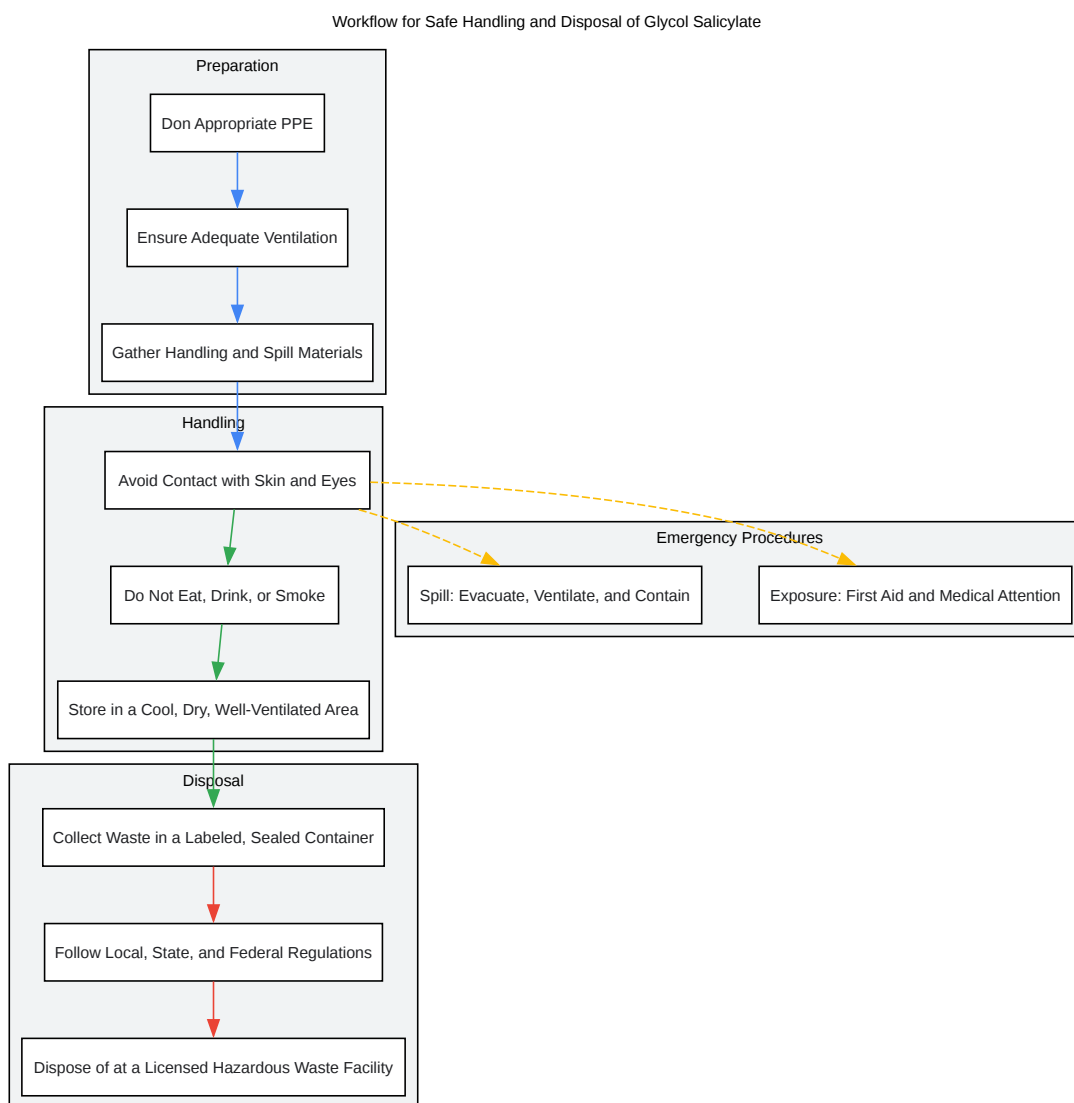 Workflow for Safe Handling and Disposal of Glycol Salicylate
Preparation
Don Appropriate PPE
Ensure Adequate Ventilation
Gather Handling and Spill Materials
Handling
Avoid Contact with Skin and Eyes
Do Not Eat, Drink, or Smoke
Store in a Cool, Dry, Well-Ventilated Area
Emergency Procedures
Spill: Evacuate, Ventilate, and Contain
Exposure: First Aid and Medical Attention
Disposal
Collect Waste in a Labeled, Sealed Container
Follow Local, State, and Federal Regulations
Dispose of at a Licensed Hazardous Waste Facility